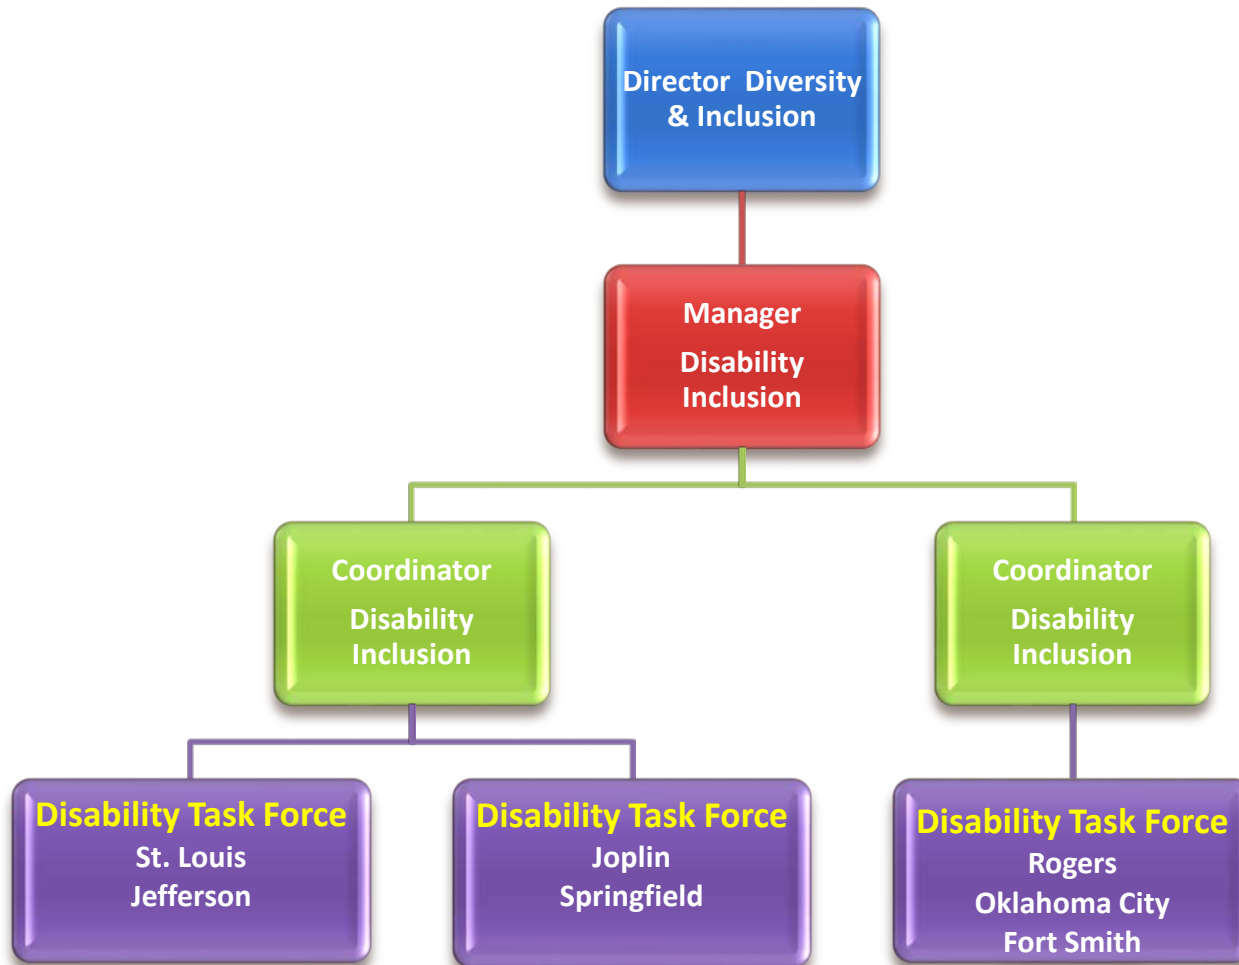 Director  Diversity
& Inclusion
Manager
Disability
Inclusion
Coordinator
Disability
Inclusion
Coordinator
Disability
Inclusion
Disability Task Force
St. Louis
Jefferson
Disability Task Force
Joplin
Springfield
Disability Task Force
Rogers
Oklahoma City
Fort Smith